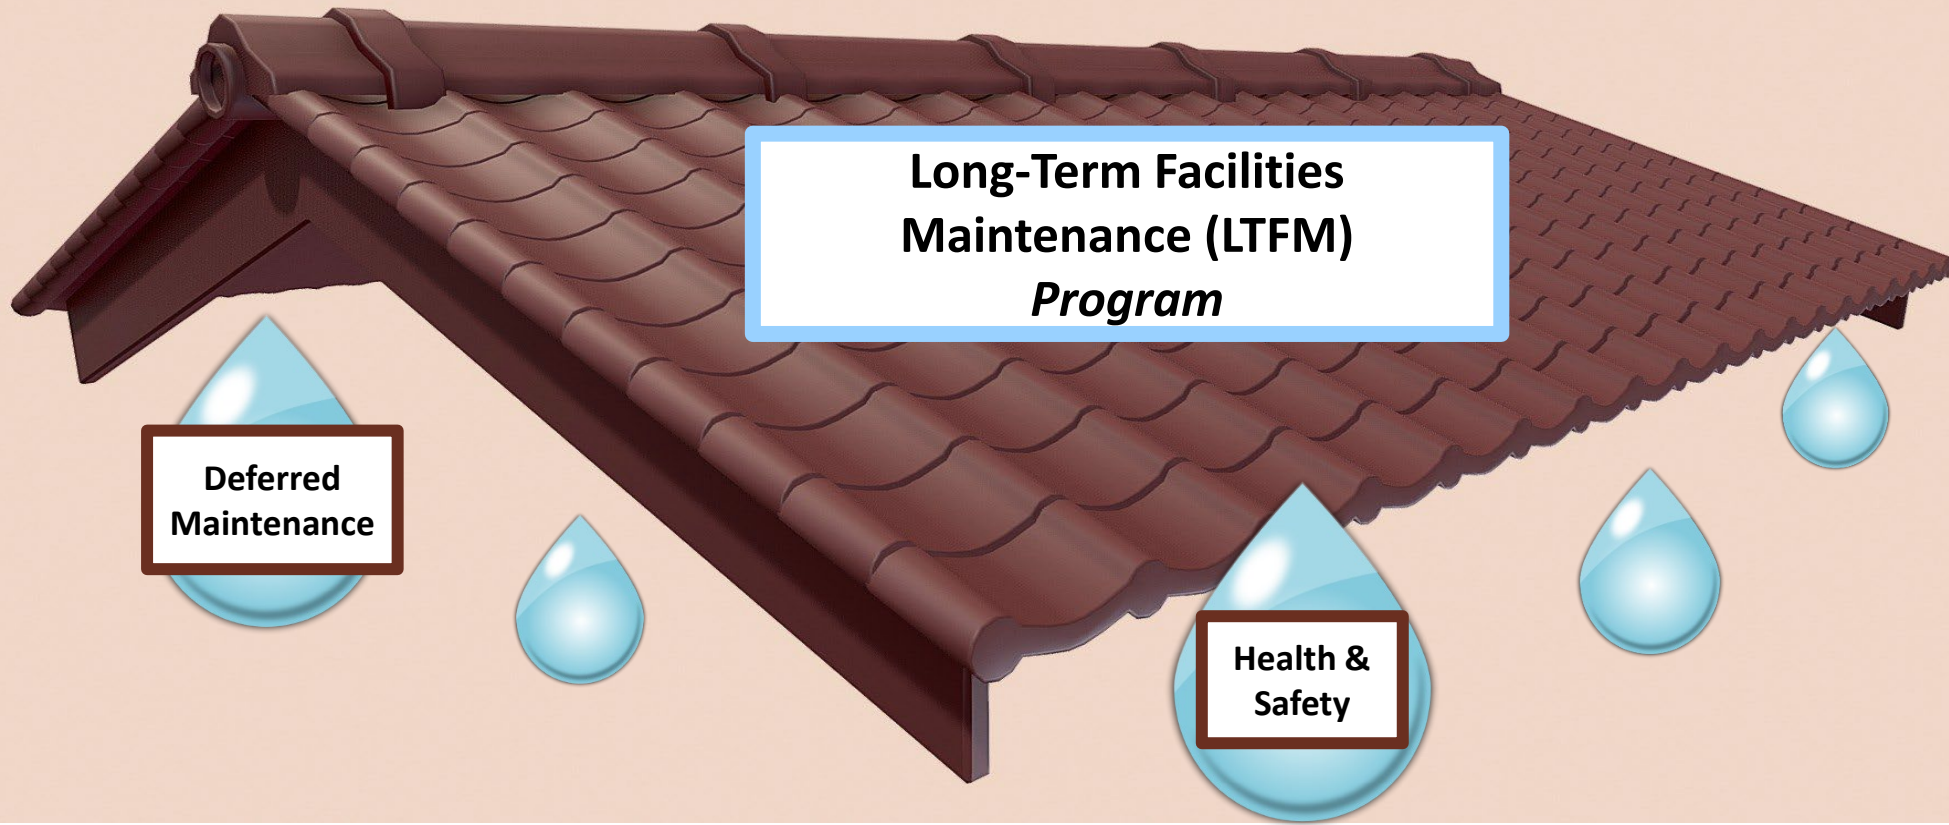 Long-Term Facilities
Maintenance (LTFM)
Program
Deferred
Maintenance
Health &
Safety